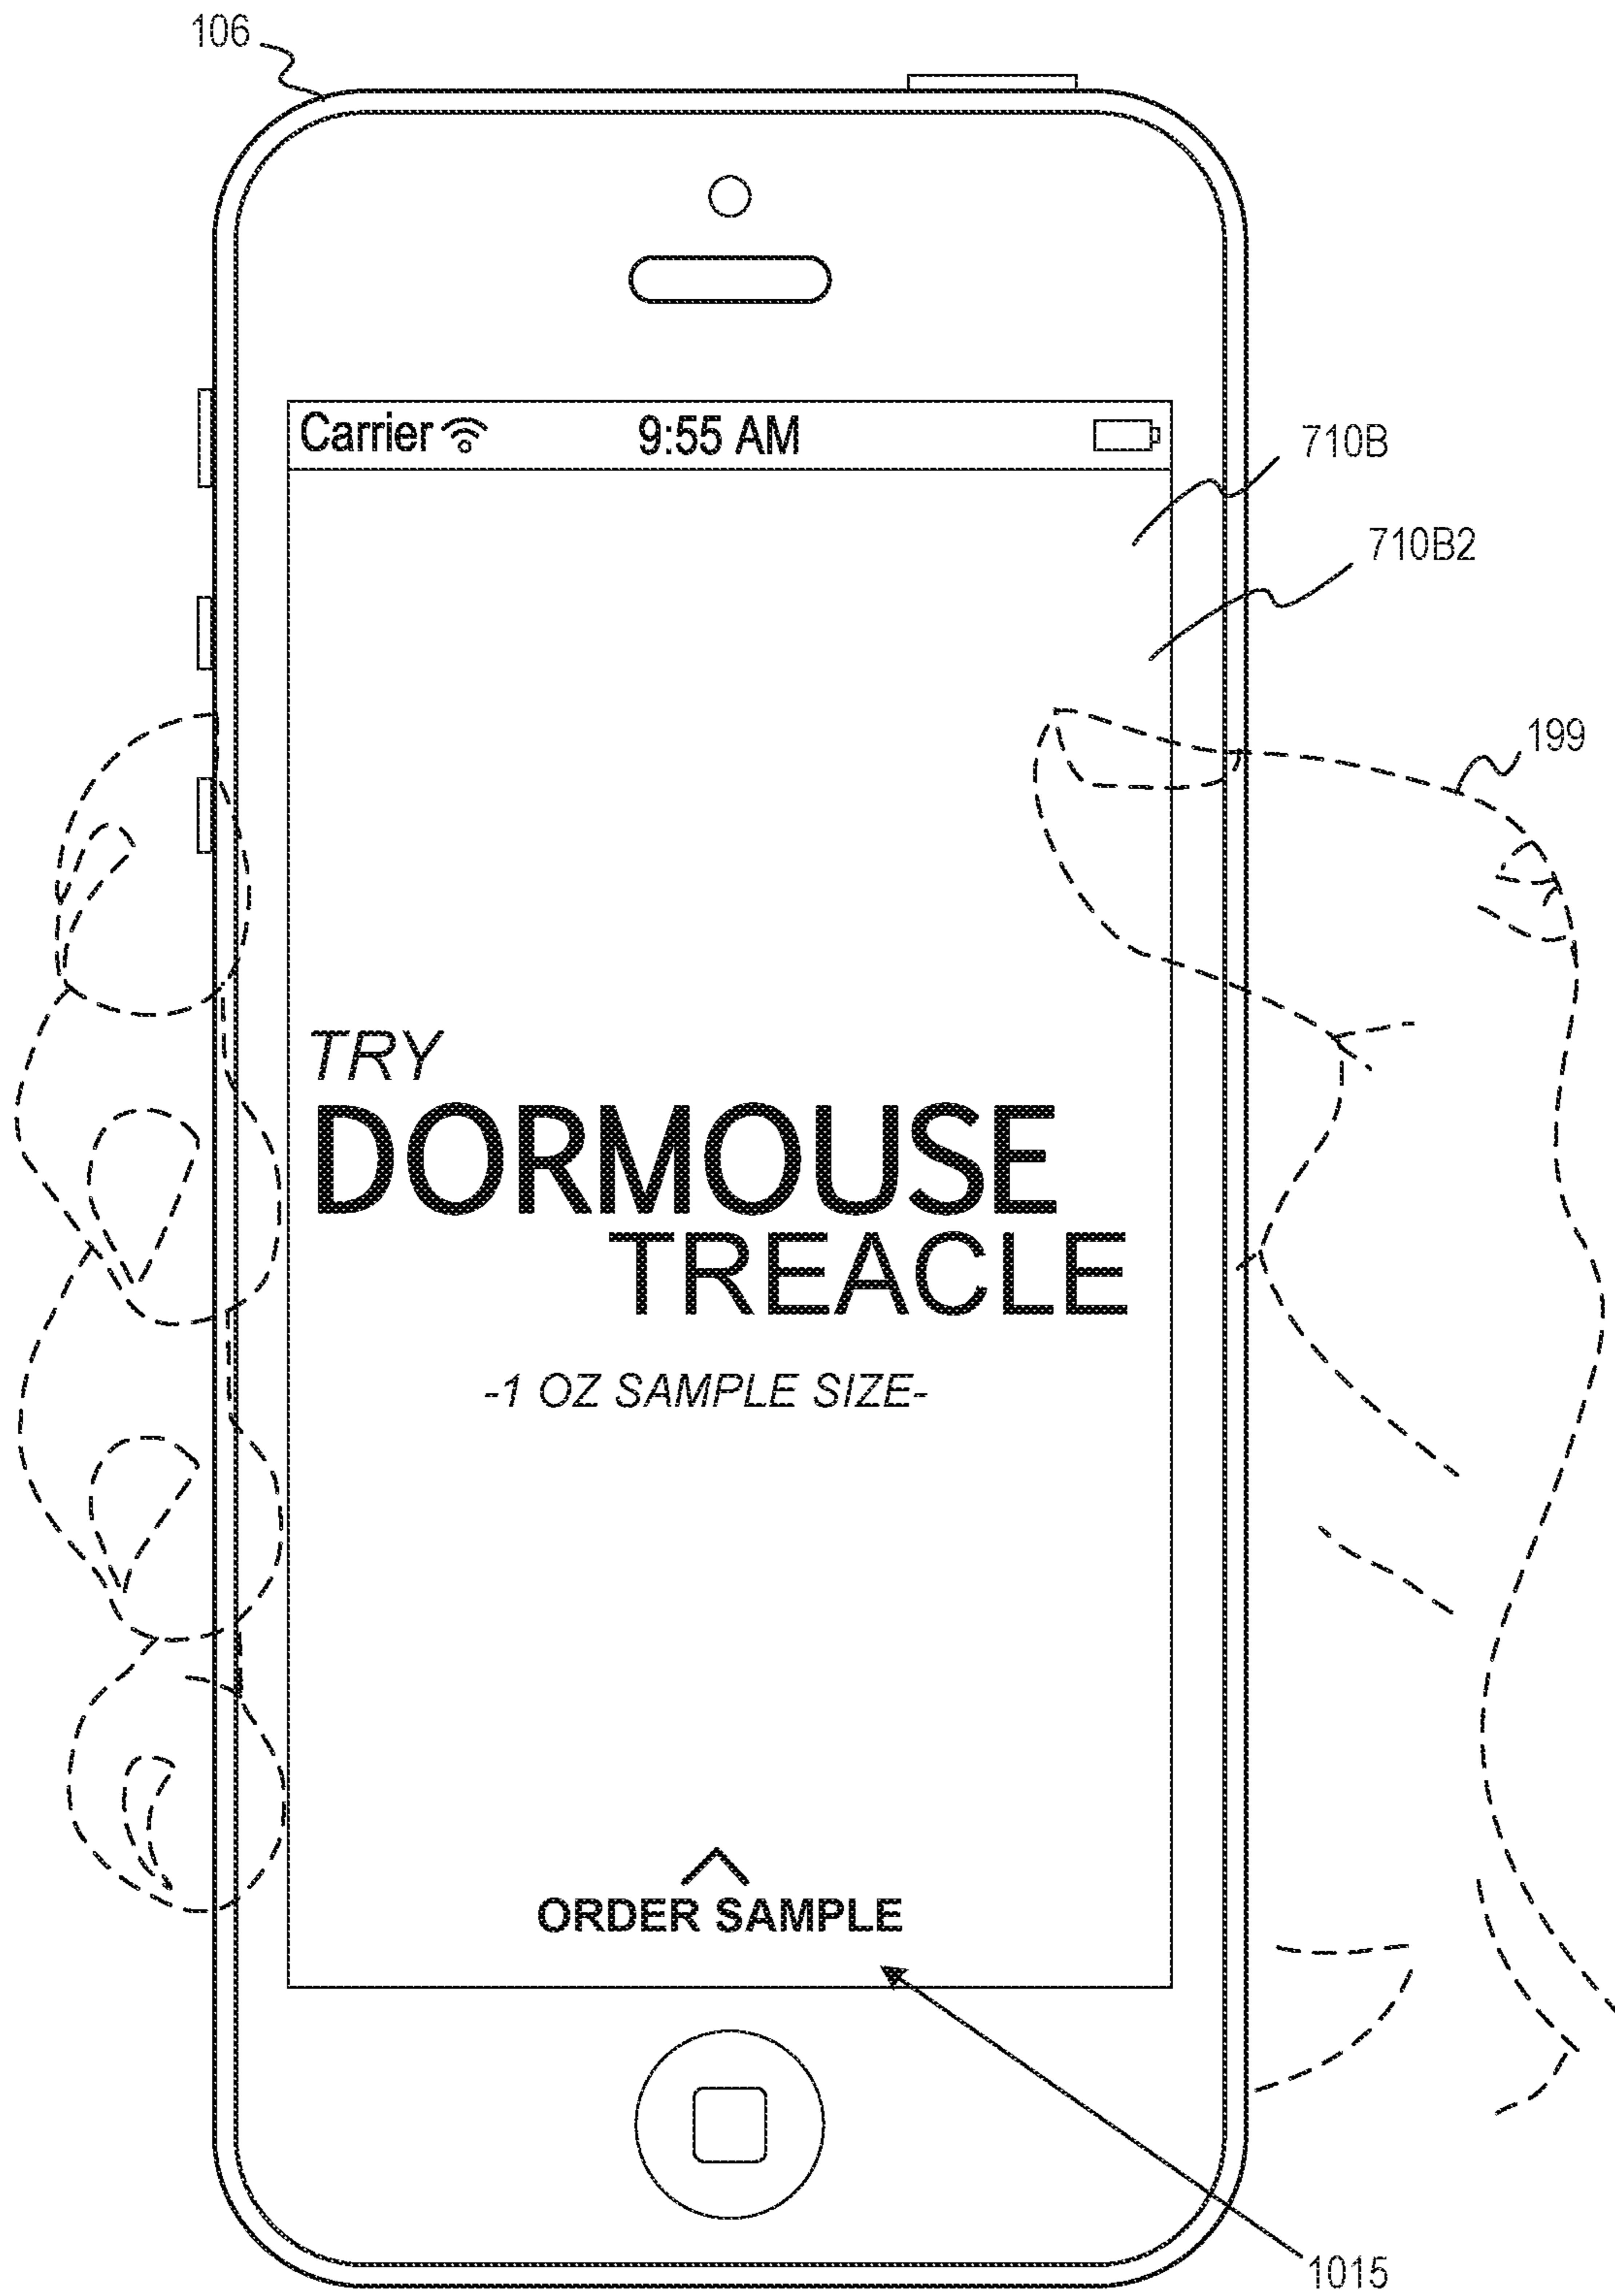 106
Carrier 9:55 AM
710B
710B2
199
TRY
DORMOUSE
TREACLE
-1 OZ SAMPLE SIZE-
ORDER SAMPLE
1015